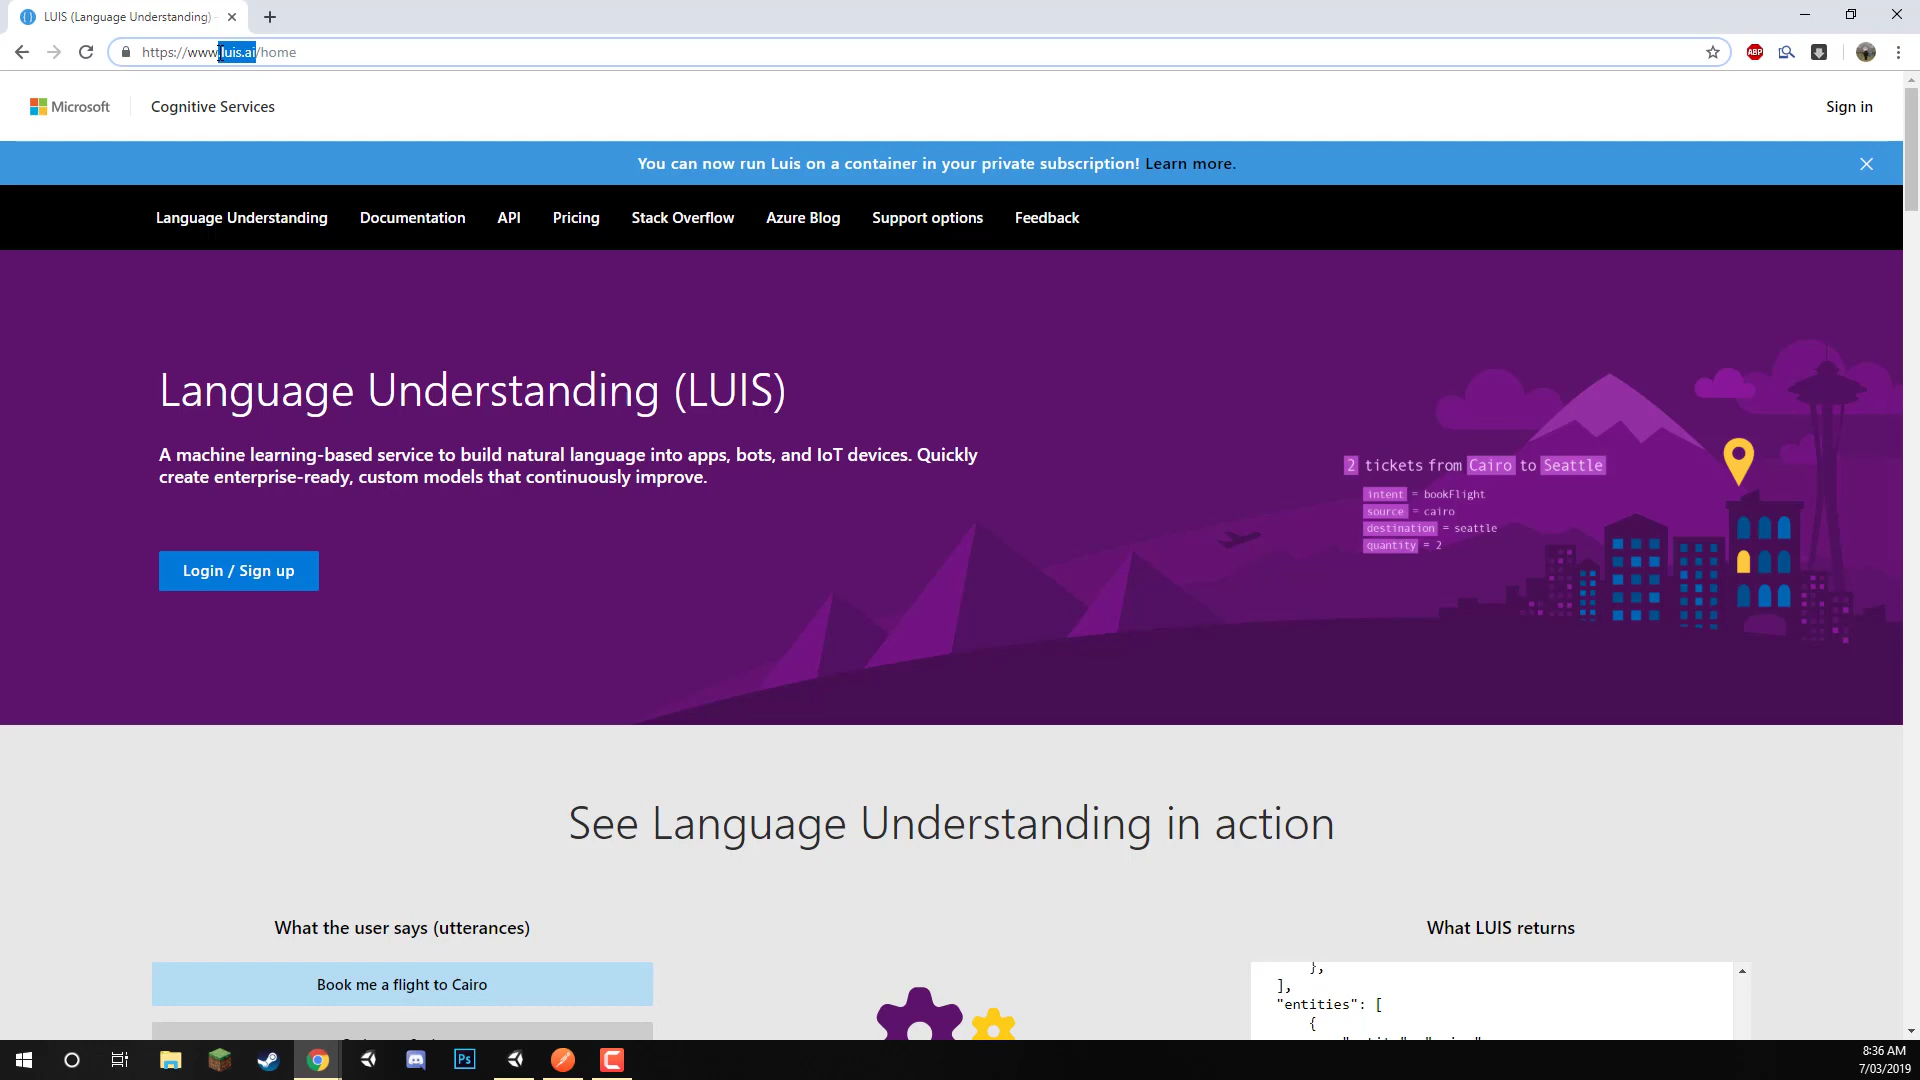 LUIS (Language Understanding) -
https://www.luis.ai/home
ABP
Microsoft
Cognitive Services
Sign in
You can now run Luis on a container in your private subscription! Learn more.
Language Understanding
Documentation
API
Pricing
Stack Overflow
Azure Blog
Support options
Feedback
Language Understanding (LUIS)
A machine learning-based service to build natural language into apps, bots, and IoT devices. Quickly
create enterprise-ready, custom models that continuously improve.
Login / Sign up
2 tickets from Cairo to Seattle
intent = bookFlight
source = cairo
destination = seattle
quantity = 2
See Language Understanding in action
What the user says (utterances)
Book me a flight to Cairo
What LUIS returns
},
],
"entities": [
{
Ps
8:36 AM
7/03/2019